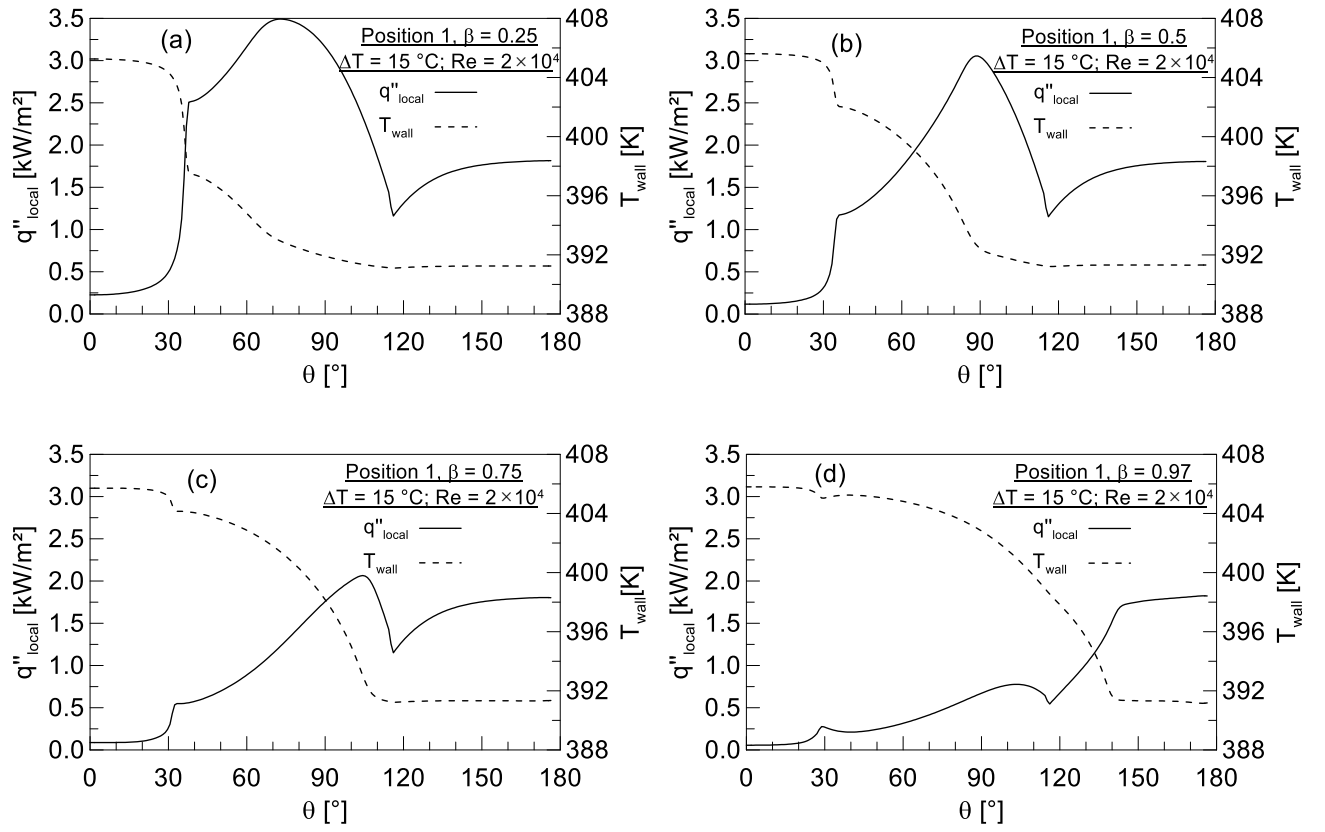 (a)
Position 1, β = 0.25
ΔT = 15 °C; Re = 2×10⁴
q''local
Twall
3.5
3.0
2.5
2.0
1.5
1.0
0.5
0.0
q''local [kW/m²]
408
404
400
396
392
388
Twall [K]
0 30 60 90 120 150 180
θ [°]
(b)
Position 1, β = 0.5
ΔT = 15 °C; Re = 2×10⁴
q''local
Twall
3.5
3.0
2.5
2.0
1.5
1.0
0.5
0.0
q''local [kW/m²]
408
404
400
396
392
388
Twall [K]
0 30 60 90 120 150 180
θ [°]
(c)
Position 1, β = 0.75
ΔT = 15 °C; Re = 2×10⁴
q''local
Twall
3.5
3.0
2.5
2.0
1.5
1.0
0.5
0.0
q''local [kW/m²]
408
404
400
396
392
388
Twall[K]
0 30 60 90 120 150 180
θ [°]
(d)
Position 1, β = 0.97
ΔT = 15 °C; Re = 2×10⁴
q''local
Twall
3.5
3.0
2.5
2.0
1.5
1.0
0.5
0.0
q''local [kW/m²]
408
404
400
396
392
388
Twall [K]
0 30 60 90 120 150 180
θ [°]